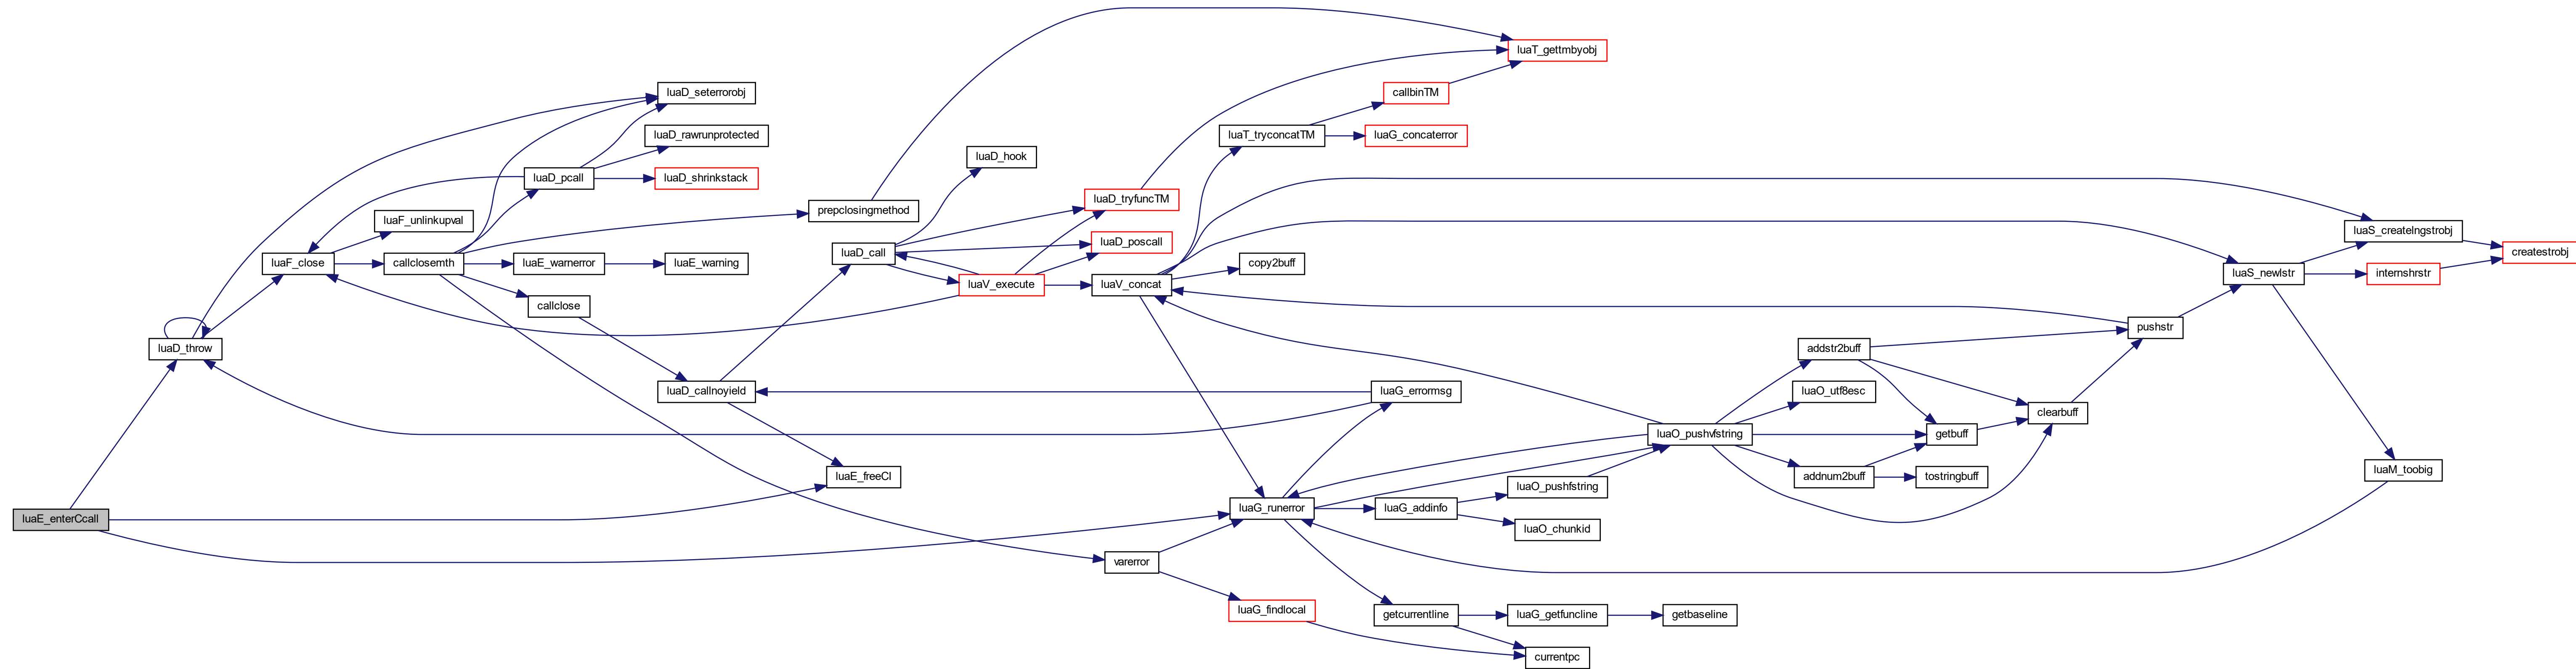 luaT_gettmbyobj
luaD_seterrorobj
callbinTM
luaD_rawrunprotected
luaT_tryconcatTM
luaG_concaterror
luaD_hook
luaD_pcall
luaD_shrinkstack
luaD_tryfuncTM
prepclosingmethod
luaF_unlinkupval
luaS_createlngstrobj
luaD_poscall
luaD_call
createstrobj
luaF_close
callclosemth
luaE_warnerror
luaE_warning
copy2buff
luaS_newlstr
internshrstr
luaV_execute
luaV_concat
callclose
pushstr
luaD_throw
addstr2buff
luaD_callnoyield
luaG_errormsg
luaO_utf8esc
clearbuff
luaO_pushvfstring
getbuff
luaM_toobig
luaE_freeCI
addnum2buff
tostringbuff
luaO_pushfstring
luaG_runerror
luaG_addinfo
luaE_enterCcall
luaO_chunkid
varerror
luaG_findlocal
getcurrentline
luaG_getfuncline
getbaseline
currentpc